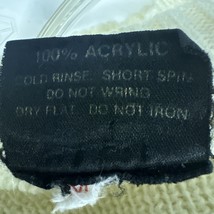 100% ACRYLIC
COLD RINSE. SHORT SPIN
DO NOT WRING
DRY FLAT. DO NOT IRON